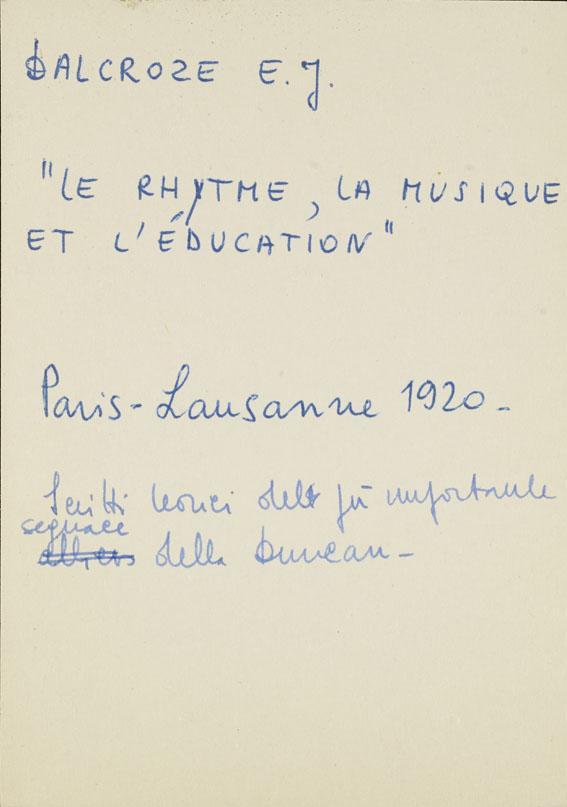 DALCROZE E. J.
"LE RHYTME, LA MUSIQUE
ET L'ÉDUCATION"
Paris-Lausanne 1920-
Scritti teorici del più importante
seguace
della Duncan-